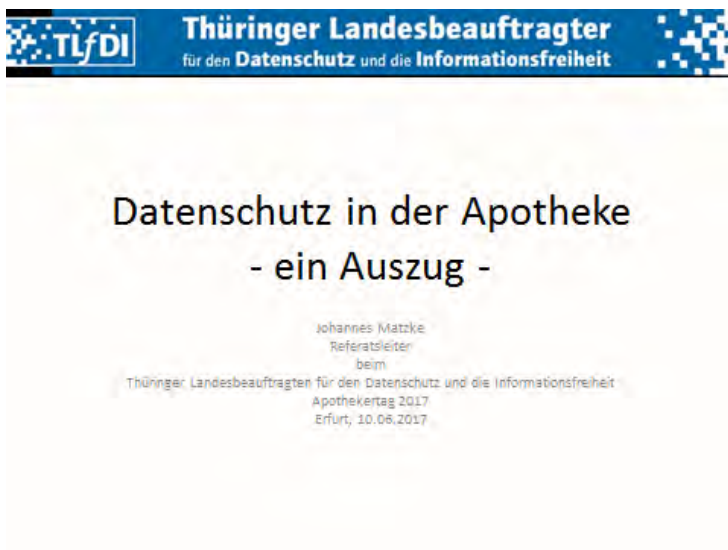 TLfDI
Thüringer Landesbeauftragter
für den Datenschutz und die Informationsfreiheit
Datenschutz in der Apotheke
- ein Auszug -
Johannes Matzke
Referatsleiter
beim
Thüringer Landesbeauftragten für den Datenschutz und die Informationsfreiheit
Apothekertag 2017
Erfurt, 10.06.2017